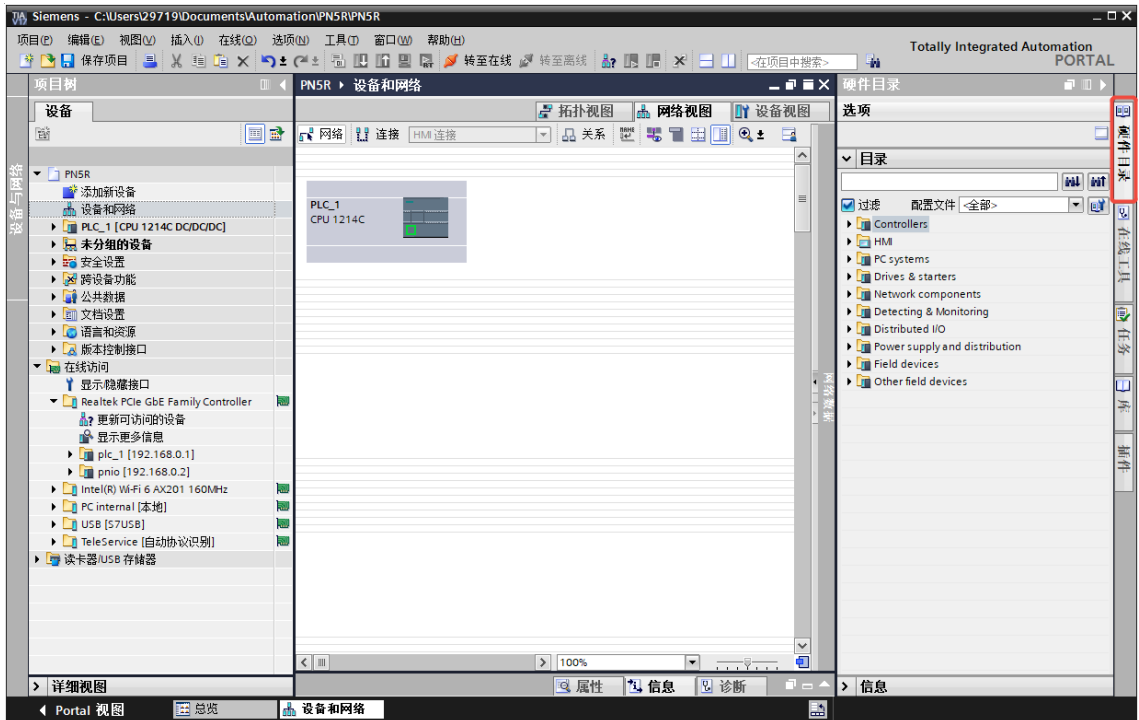 Siemens - C:\Users\29719\Documents\Automation\PN5R\PN5R
项目(P) 编辑(E) 视图(V) 插入(I) 在线(O) 选项(N) 工具(T) 窗口(W) 帮助(H)
Totally Integrated Automation
PORTAL
保存项目 转至在线 转至离线 <在项目中搜索>
项目树
设备
PN5R
添加新设备
设备和网络
PLC_1 [CPU 1214C DC/DC/DC]
未分组的设备
安全设置
跨设备功能
公共数据
文档设置
语言和资源
版本控制接口
在线访问
显示/隐藏接口
Realtek PCIe GbE Family Controller
更新可访问的设备
显示更多信息
plc_1 [192.168.0.1]
pnio [192.168.0.2]
Intel(R) Wi-Fi 6 AX201 160MHz
PC internal [本地]
USB [S7USB]
TeleService [自动协议识别]
读卡器/USB 存储器
详细视图
设备与网络
PN5R 设备和网络
拓扑视图 网络视图 设备视图
网络 连接 HMI 连接 关系
PLC_1
CPU 1214C
网络数据
100%
属性 信息 诊断
硬件目录
选项
目录
过滤 配置文件 <全部>
Controllers
HMI
PC systems
Drives & starters
Network components
Detecting & Monitoring
Distributed I/O
Power supply and distribution
Field devices
Other field devices
信息
硬件目录
在线工具
任务
库
插件
Portal 视图 总览 设备和网络